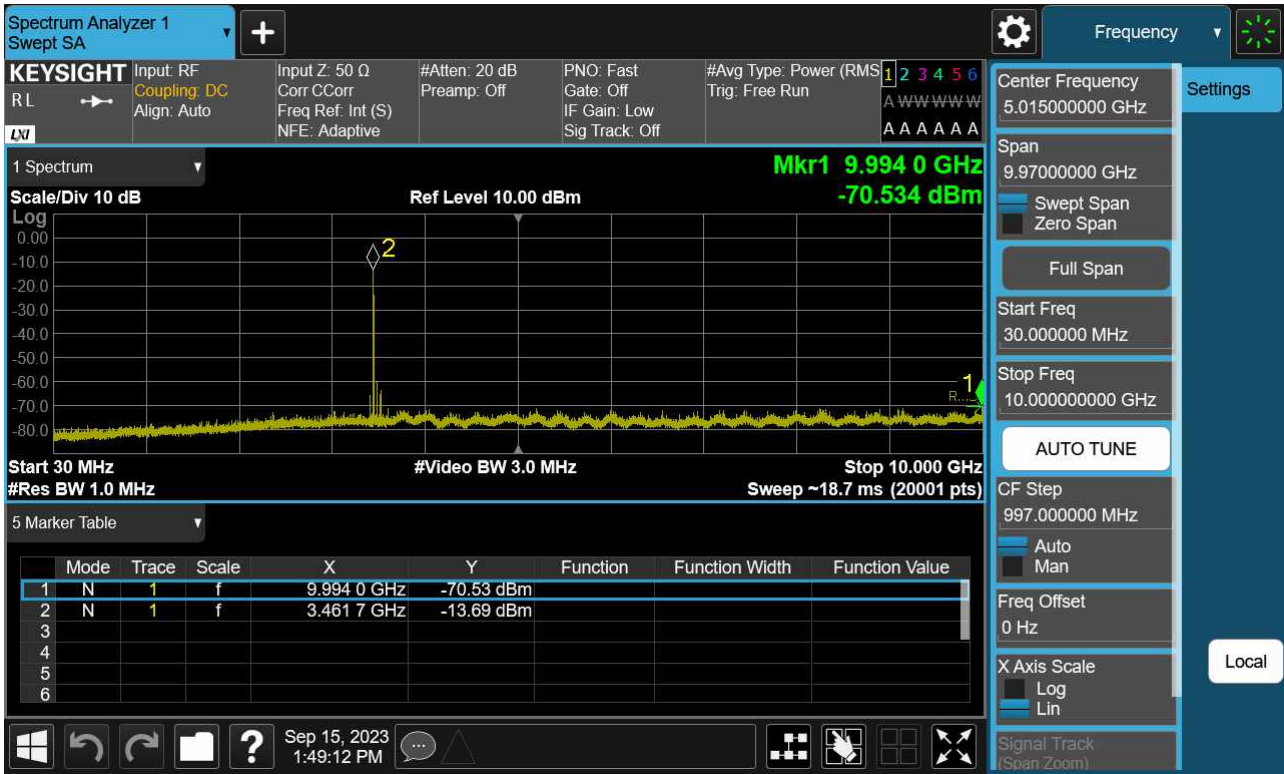 Spectrum Analyzer 1
Swept SA
+
Frequency
KEYSIGHT
RL
LXI
Input: RF
Coupling: DC
Align: Auto
Input Z: 50 Ω
Corr CCorr
Freq Ref: Int (S)
NFE: Adaptive
#Atten: 20 dB
Preamp: Off
PNO: Fast
Gate: Off
IF Gain: Low
Sig Track: Off
#Avg Type: Power (RMS
Trig: Free Run
1 2 3 4 5 6
A W W W W W
A A A A A A
1 Spectrum
Mkr1 9.994 0 GHz
Scale/Div 10 dB
Ref Level 10.00 dBm
-70.534 dBm
Log
0.00
-10.0
-20.0
-30.0
-40.0
-50.0
-60.0
-70.0
-80.0
2
1
Start 30 MHz
#Video BW 3.0 MHz
Stop 10.000 GHz
#Res BW 1.0 MHz
Sweep ~18.7 ms (20001 pts)
5 Marker Table
Mode Trace Scale X Y Function Function Width Function Value
1 N 1 f 9.994 0 GHz -70.53 dBm
2 N 1 f 3.461 7 GHz -13.69 dBm
3
4
5
6
Sep 15, 2023
1:49:12 PM
?
Center Frequency
5.015000000 GHz
Span
9.97000000 GHz
Swept Span
Zero Span
Full Span
Start Freq
30.000000 MHz
Stop Freq
10.000000000 GHz
AUTO TUNE
CF Step
997.000000 MHz
Auto
Man
Freq Offset
0 Hz
X Axis Scale
Log
Lin
Signal Track
(Span Zoom)
Settings
Local